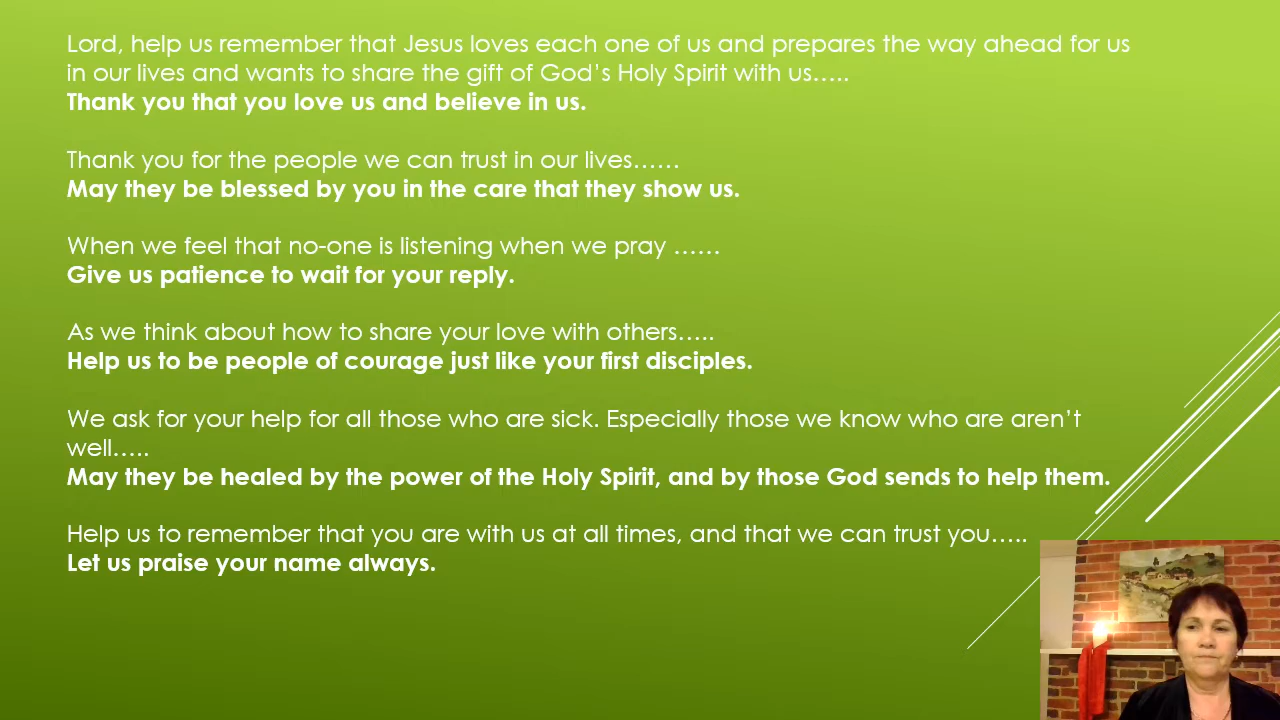 Lord, help us remember that Jesus loves each one of us and prepares the way ahead for us
in our lives and wants to share the gift of God’s Holy Spirit with us…..
Thank you that you love us and believe in us.
Thank you for the people we can trust in our lives……
May they be blessed by you in the care that they show us.
When we feel that no-one is listening when we pray ……
Give us patience to wait for your reply.
As we think about how to share your love with others…..
Help us to be people of courage just like your first disciples.
We ask for your help for all those who are sick. Especially those we know who are aren’t
well…..
May they be healed by the power of the Holy Spirit, and by those God sends to help them.
Help us to remember that you are with us at all times, and that we can trust you…..
Let us praise your name always.